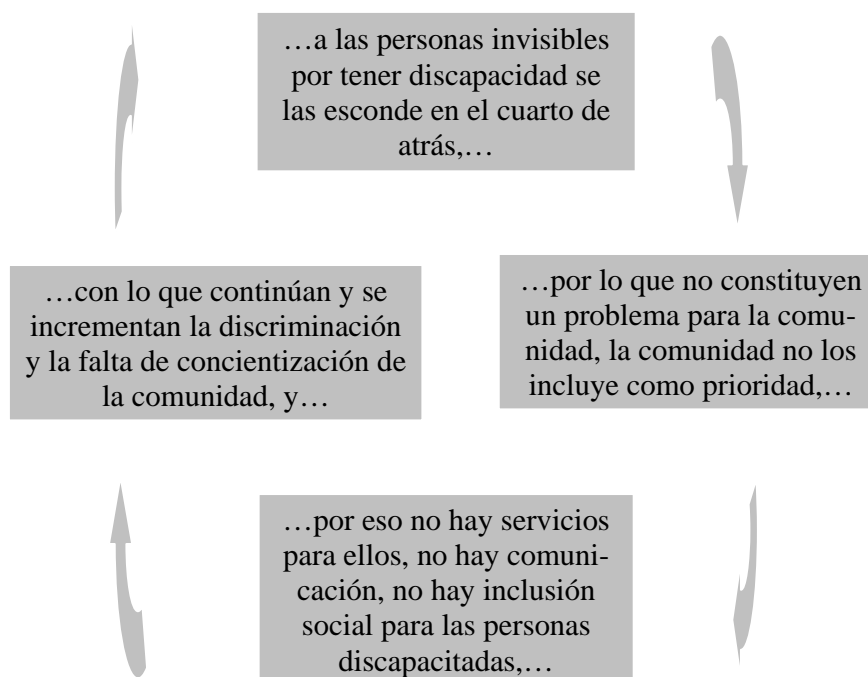 …a las personas invisibles
por tener discapacidad se
las esconde en el cuarto de
atrás,…
…por lo que no constituyen
un problema para la comu-
nidad, la comunidad no los
incluye como prioridad,…
…por eso no hay servicios
para ellos, no hay comuni-
cación, no hay inclusión
social para las personas
discapacitadas,…
…con lo que continúan y se
incrementan la discriminación
y la falta de concientización de
la comunidad, y…